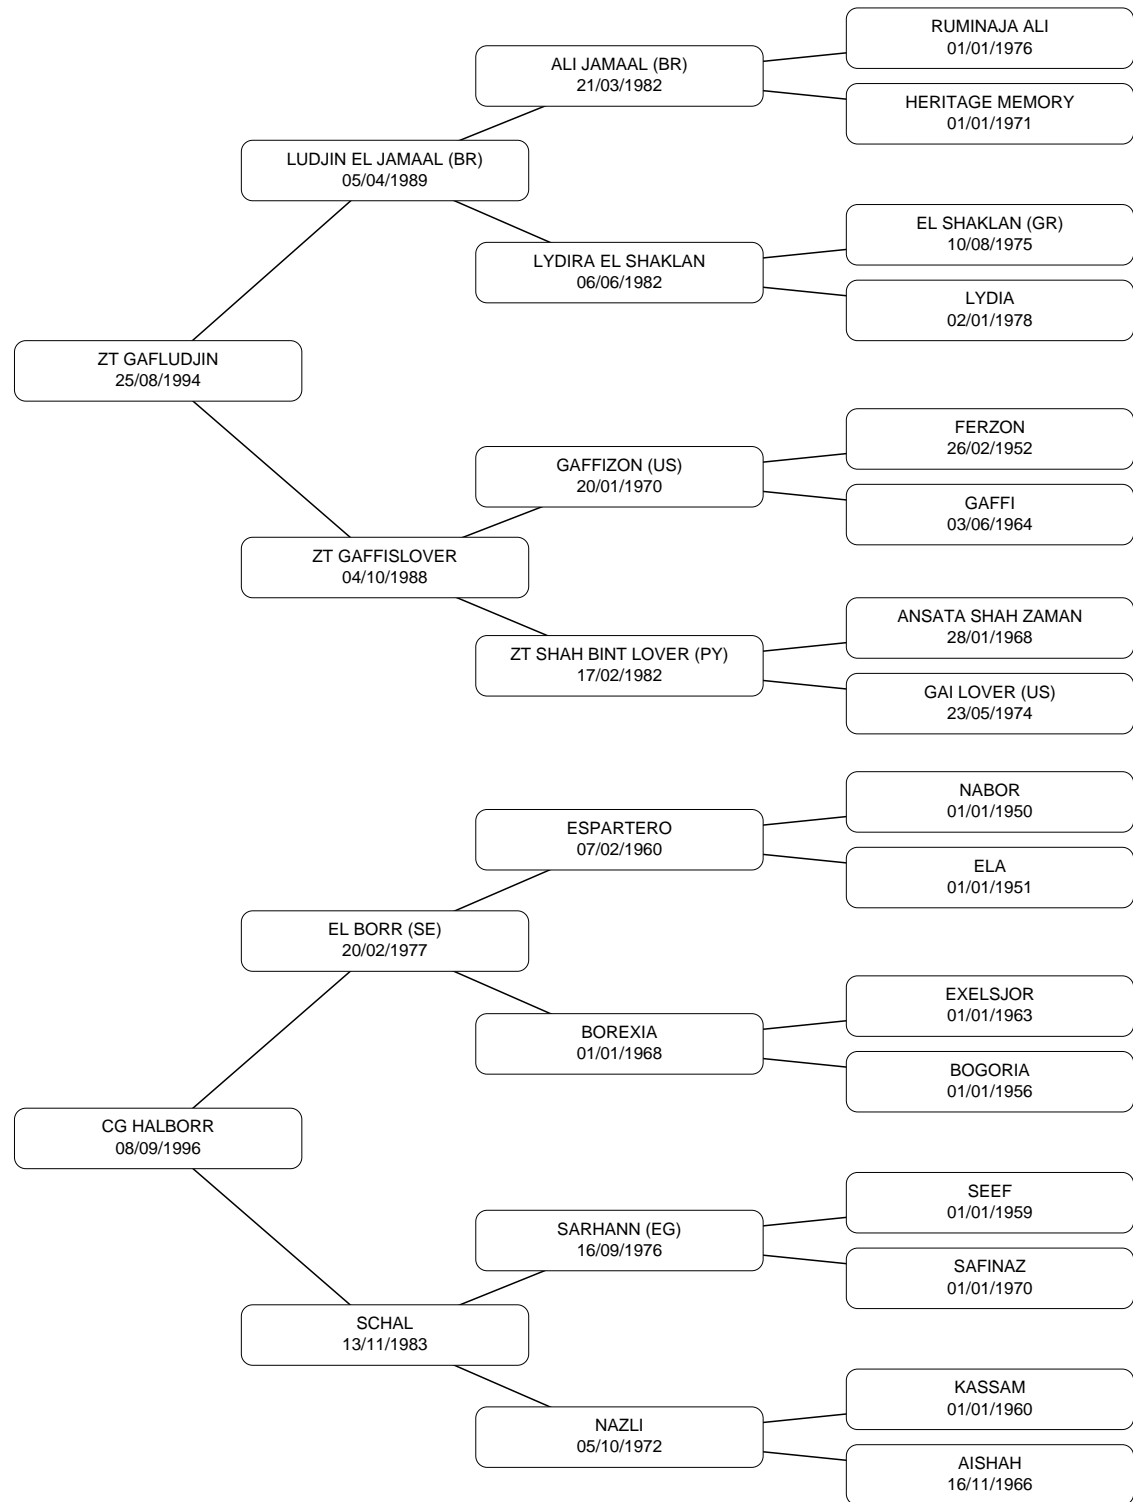 RUMINAJA ALI
01/01/1976
ALI JAMAAL (BR)
21/03/1982
HERITAGE MEMORY
01/01/1971
LUDJIN EL JAMAAL (BR)
05/04/1989
EL SHAKLAN (GR)
10/08/1975
LYDIRA EL SHAKLAN
06/06/1982
LYDIA
02/01/1978
ZT GAFLUDJIN
25/08/1994
FERZON
26/02/1952
GAFFIZON (US)
20/01/1970
GAFFI
03/06/1964
ZT GAFFISLOVER
04/10/1988
ANSATA SHAH ZAMAN
28/01/1968
ZT SHAH BINT LOVER (PY)
17/02/1982
GAI LOVER (US)
23/05/1974
NABOR
01/01/1950
ESPARTERO
07/02/1960
ELA
01/01/1951
EL BORR (SE)
20/02/1977
EXELSJOR
01/01/1963
BOREXIA
01/01/1968
BOGORIA
01/01/1956
CG HALBORR
08/09/1996
SEEF
01/01/1959
SARHANN (EG)
16/09/1976
SAFINAZ
01/01/1970
SCHAL
13/11/1983
KASSAM
01/01/1960
NAZLI
05/10/1972
AISHAH
16/11/1966